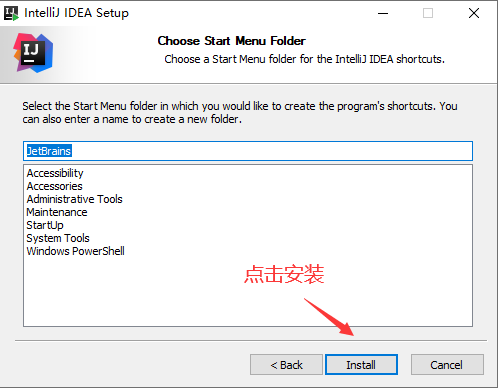 IntelliJ IDEA Setup
IJ
Choose Start Menu Folder
Choose a Start Menu folder for the IntelliJ IDEA shortcuts.
Select the Start Menu folder in which you would like to create the program's shortcuts. You
can also enter a name to create a new folder.
JetBrains
Accessibility
Accessories
Administrative Tools
Maintenance
StartUp
System Tools
Windows PowerShell
点击安装
< Back
Install
Cancel